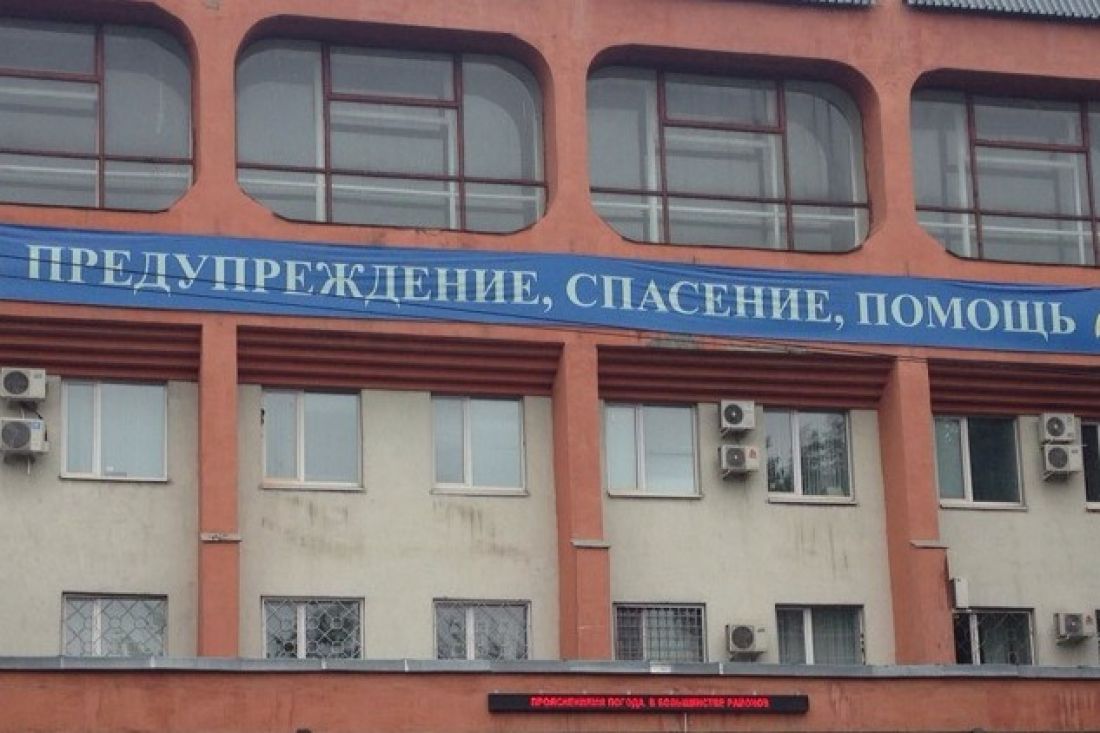 ПРЕДУПРЕЖДЕНИЕ, СПАСЕНИЕ, ПОМОЩЬ
ПОГОДА. В БОЛЬШИНСТВЕ РАЙОНОВ